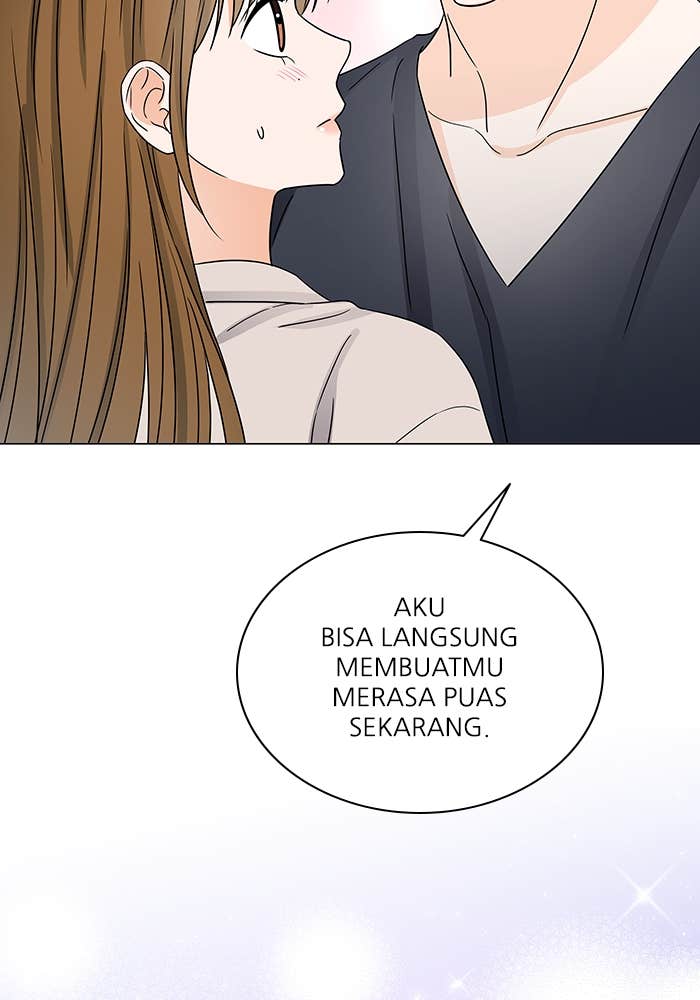 AKU
BISA LANGSUNG
MEMBUATMU
MERASA PUAS
SEKARANG.